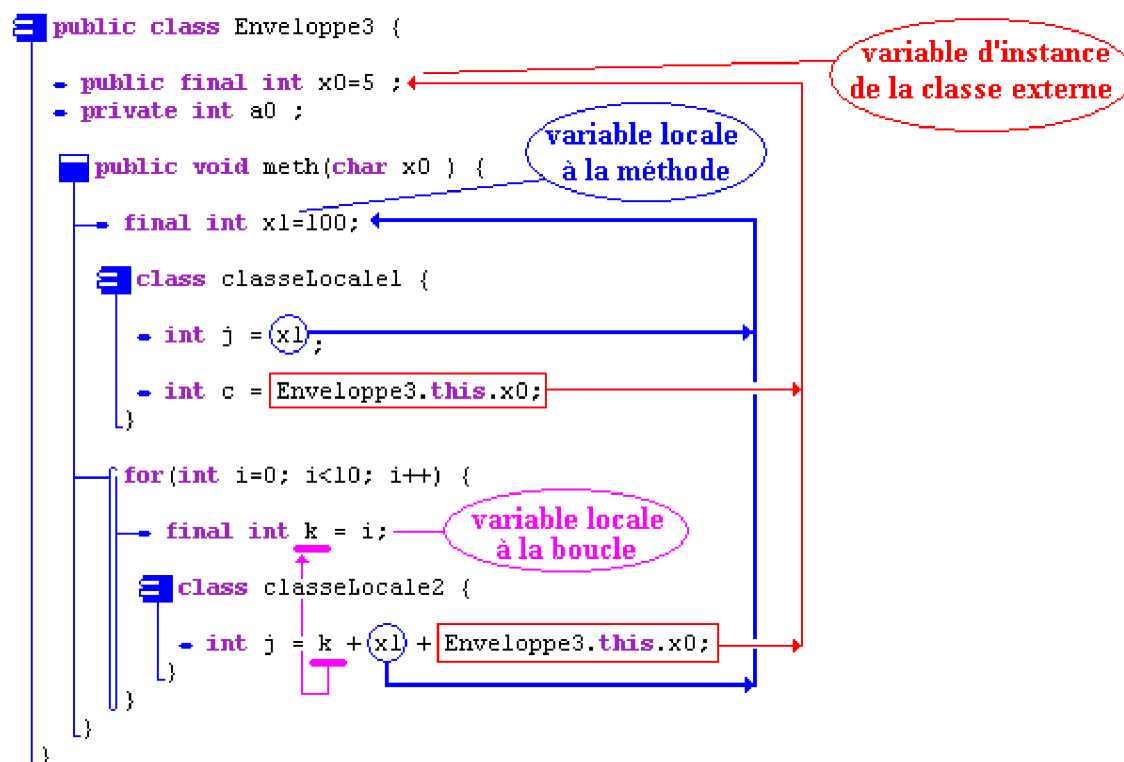 public class Enveloppe3 {
variable d'instance
de la classe externe
public final int x0=5 ;
private int a0 ;
variable locale
à la méthode
public void meth(char x0 ) {
final int x1=100;
class classeLocale1 {
int j = x1 ;
int c = Enveloppe3.this.x0;
}
for(int i=0; i<10; i++) {
final int k = i;
variable locale
à la boucle
class classeLocale2 {
int j = k + x1 + Enveloppe3.this.x0;
}
}
}
}